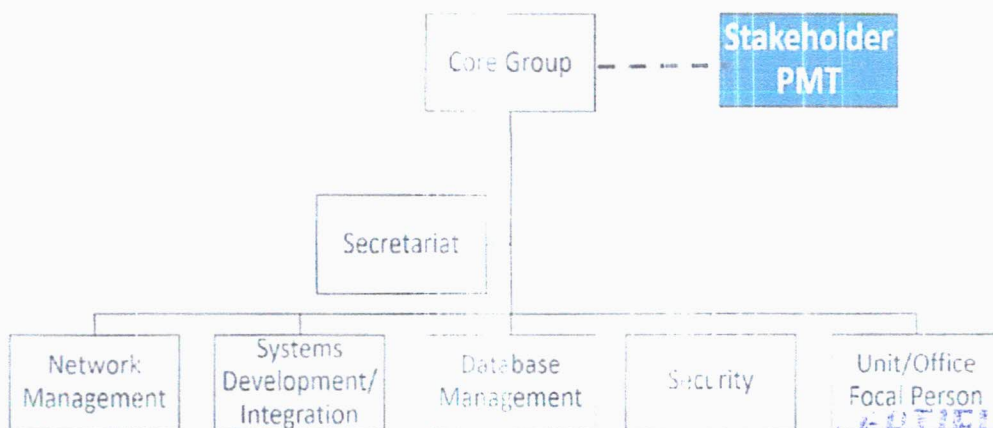 Core Group
Stakeholder
PMT
Secretariat
Network
Management
Systems
Development/
Integration
Database
Management
Security
Unit/Office
Focal Person